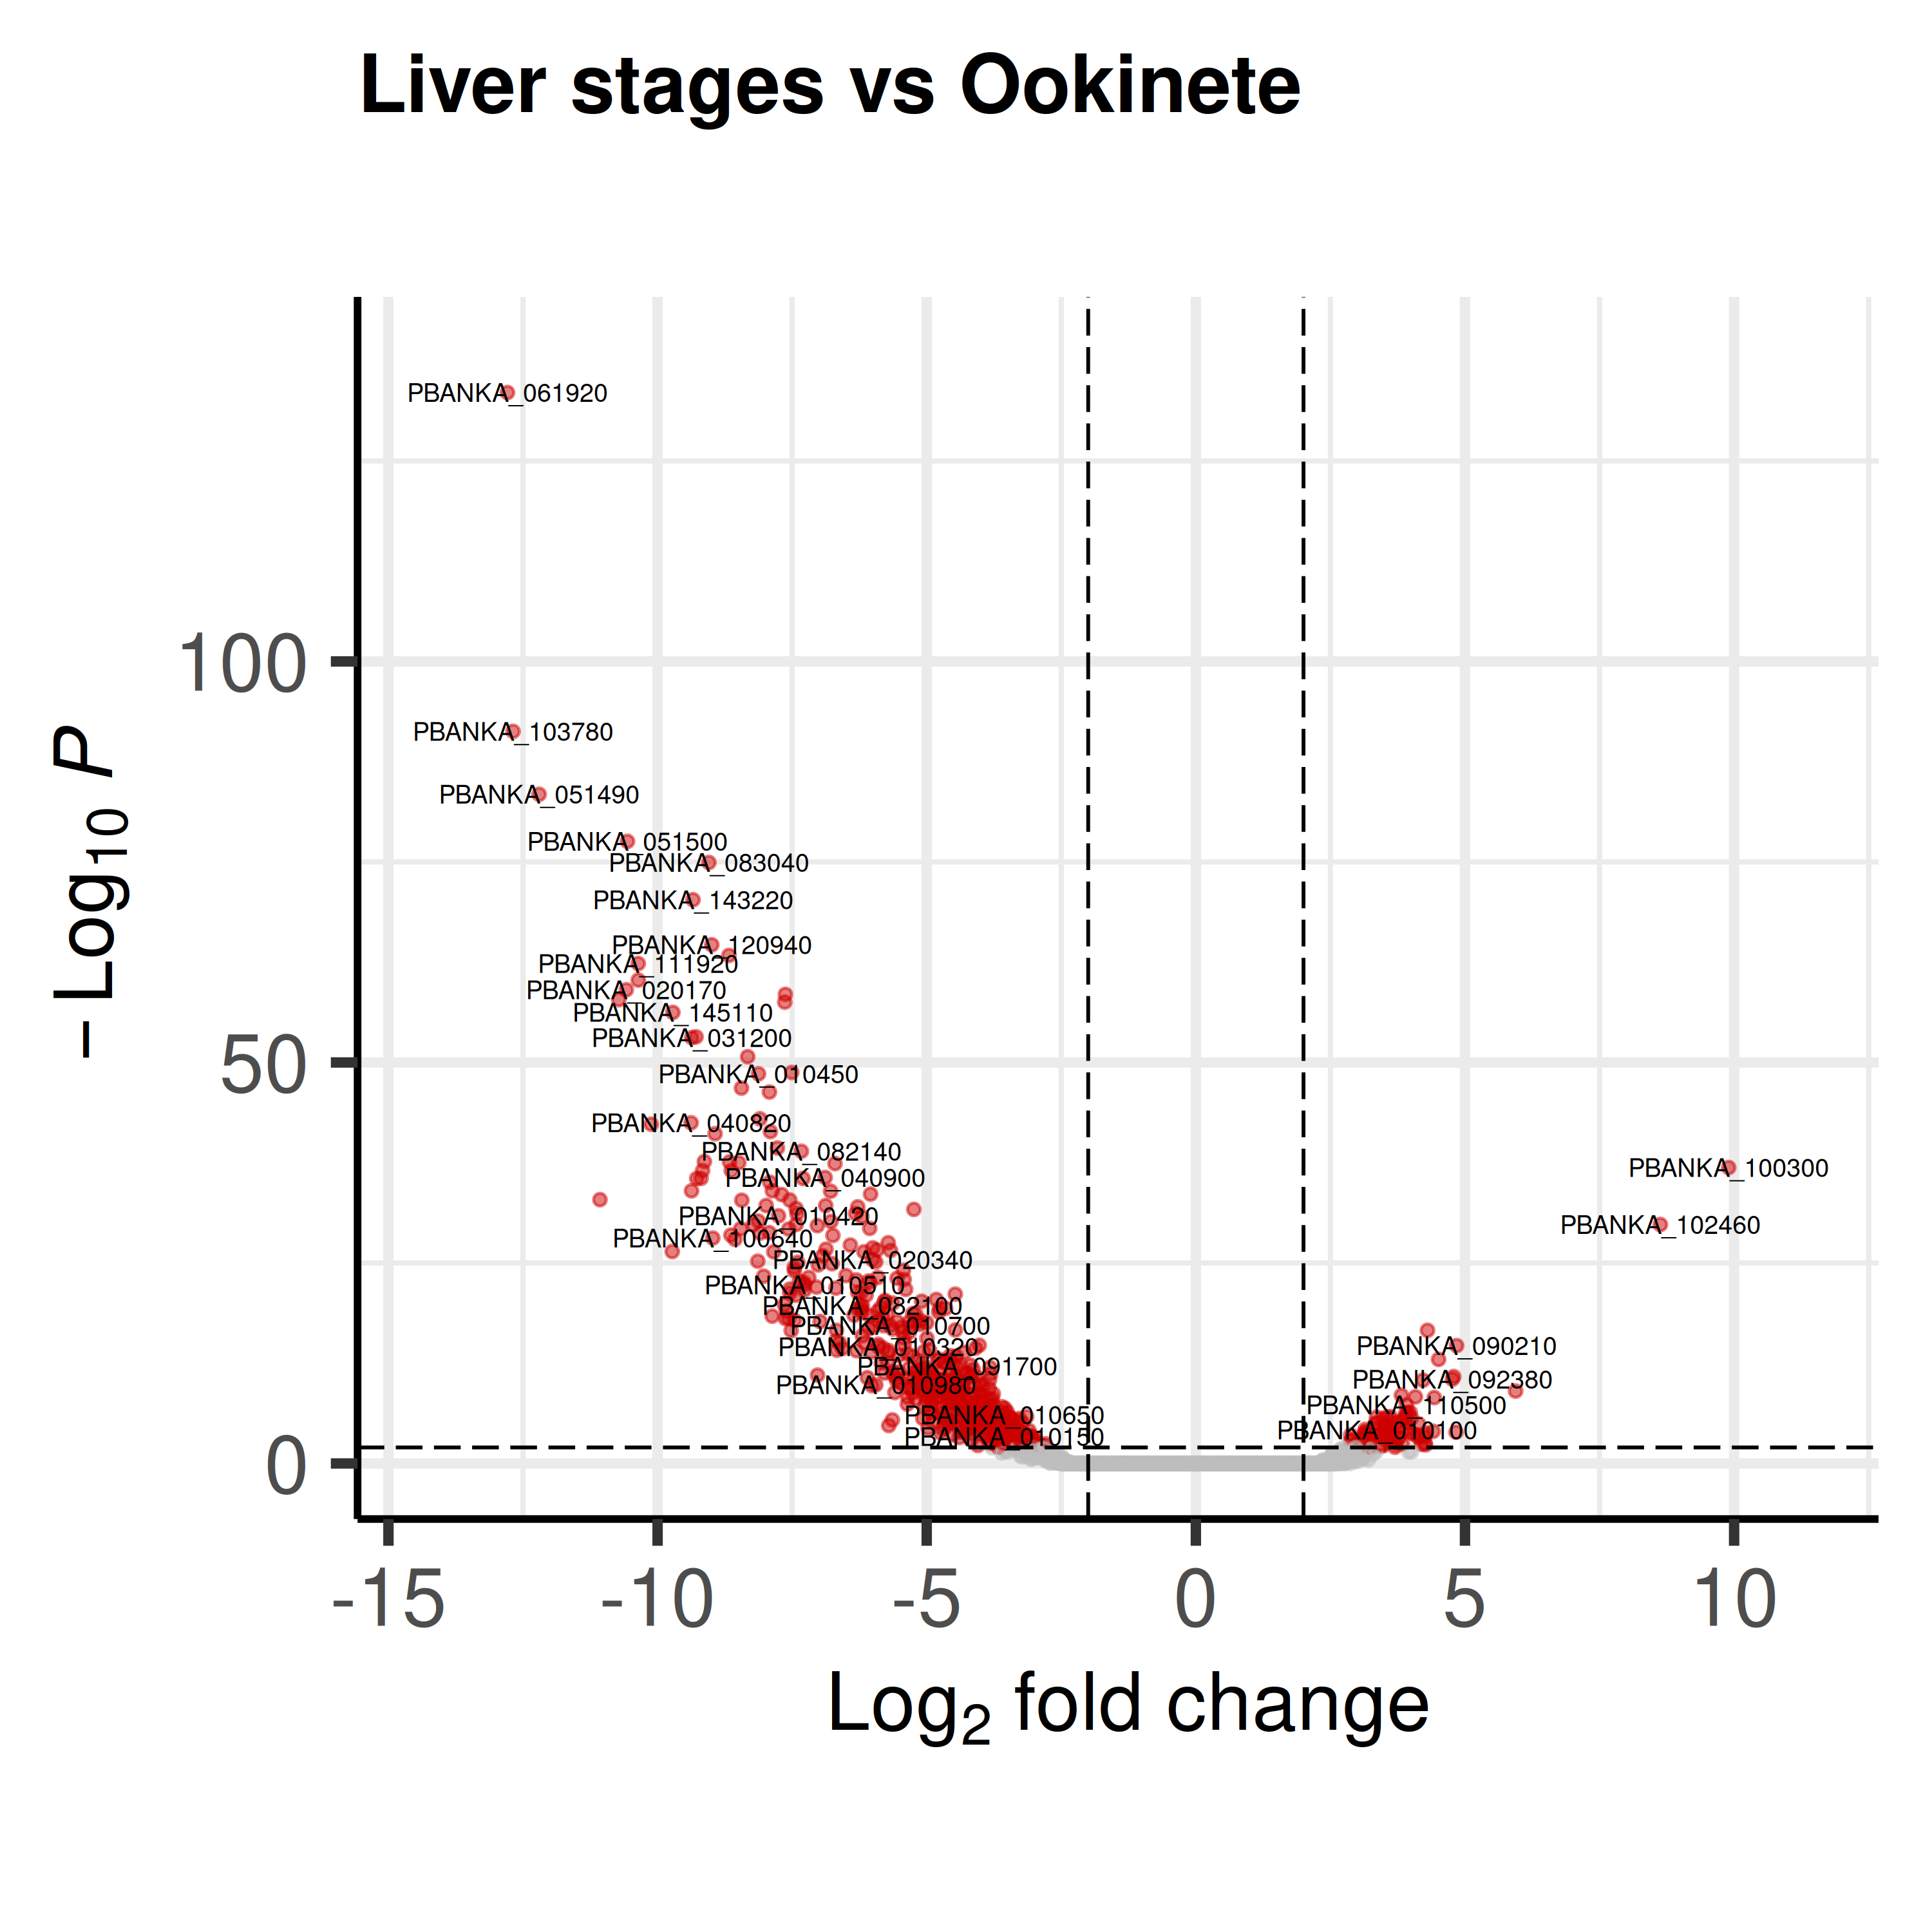 Liver stages vs Ookinete
PBANKA_061920
100
PBANKA_103780
PBANKA_051490
PBANKA_051500
PBANKA_083040
PBANKA_143220
PBANKA_120940
PBANKA_111920
PBANKA_020170
PBANKA_145110
PBANKA_031200
50
PBANKA_010450
PBANKA_040820
PBANKA_082140
PBANKA_100300
PBANKA_040900
PBANKA_010420
PBANKA_102460
PBANKA_100640
PBANKA_020340
PBANKA_010510
PBANKA_082100
PBANKA_010700
PBANKA_090210
PBANKA_010320
PBANKA_091700
PBANKA_092380
PBANKA_010980
PBANKA_110500
PBANKA_010650
PBANKA_010100
PBANKA_010150
0
− Log10 P
-15 -10 -5 0 5 10
Log2 fold change